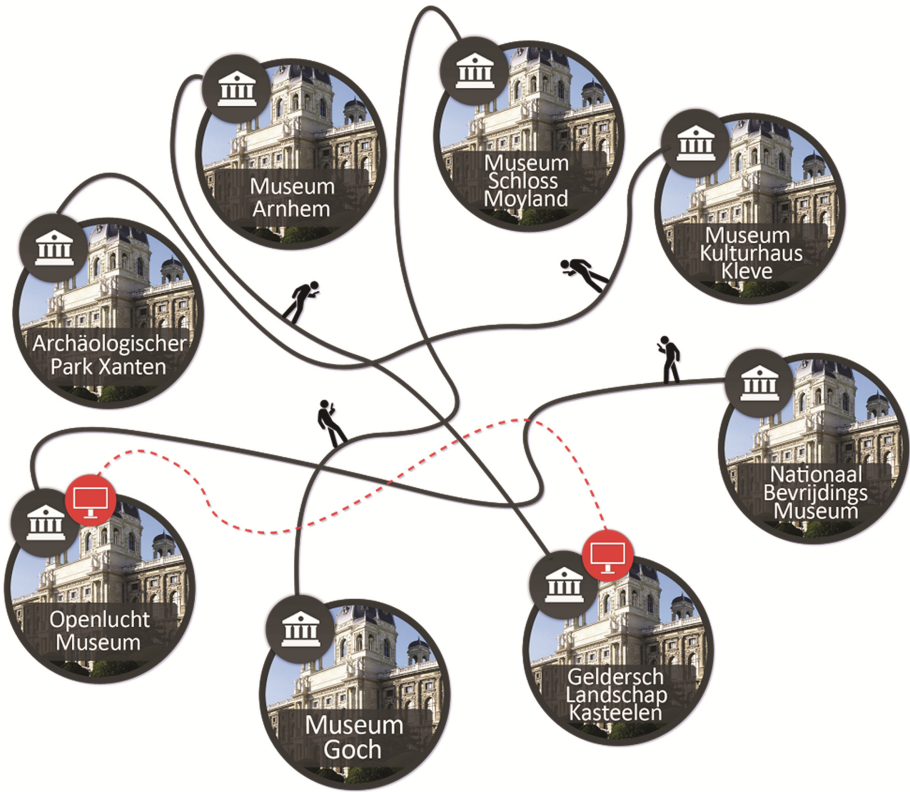 Museum
Arnhem
Museum
Schloss
Moyland
Museum
Kulturhaus
Kleve
Archäologischer
Park Xanten
Nationaal
Bevrijdings
Museum
Openlucht
Museum
Museum
Goch
Geldersch
Landschap
Kasteelen